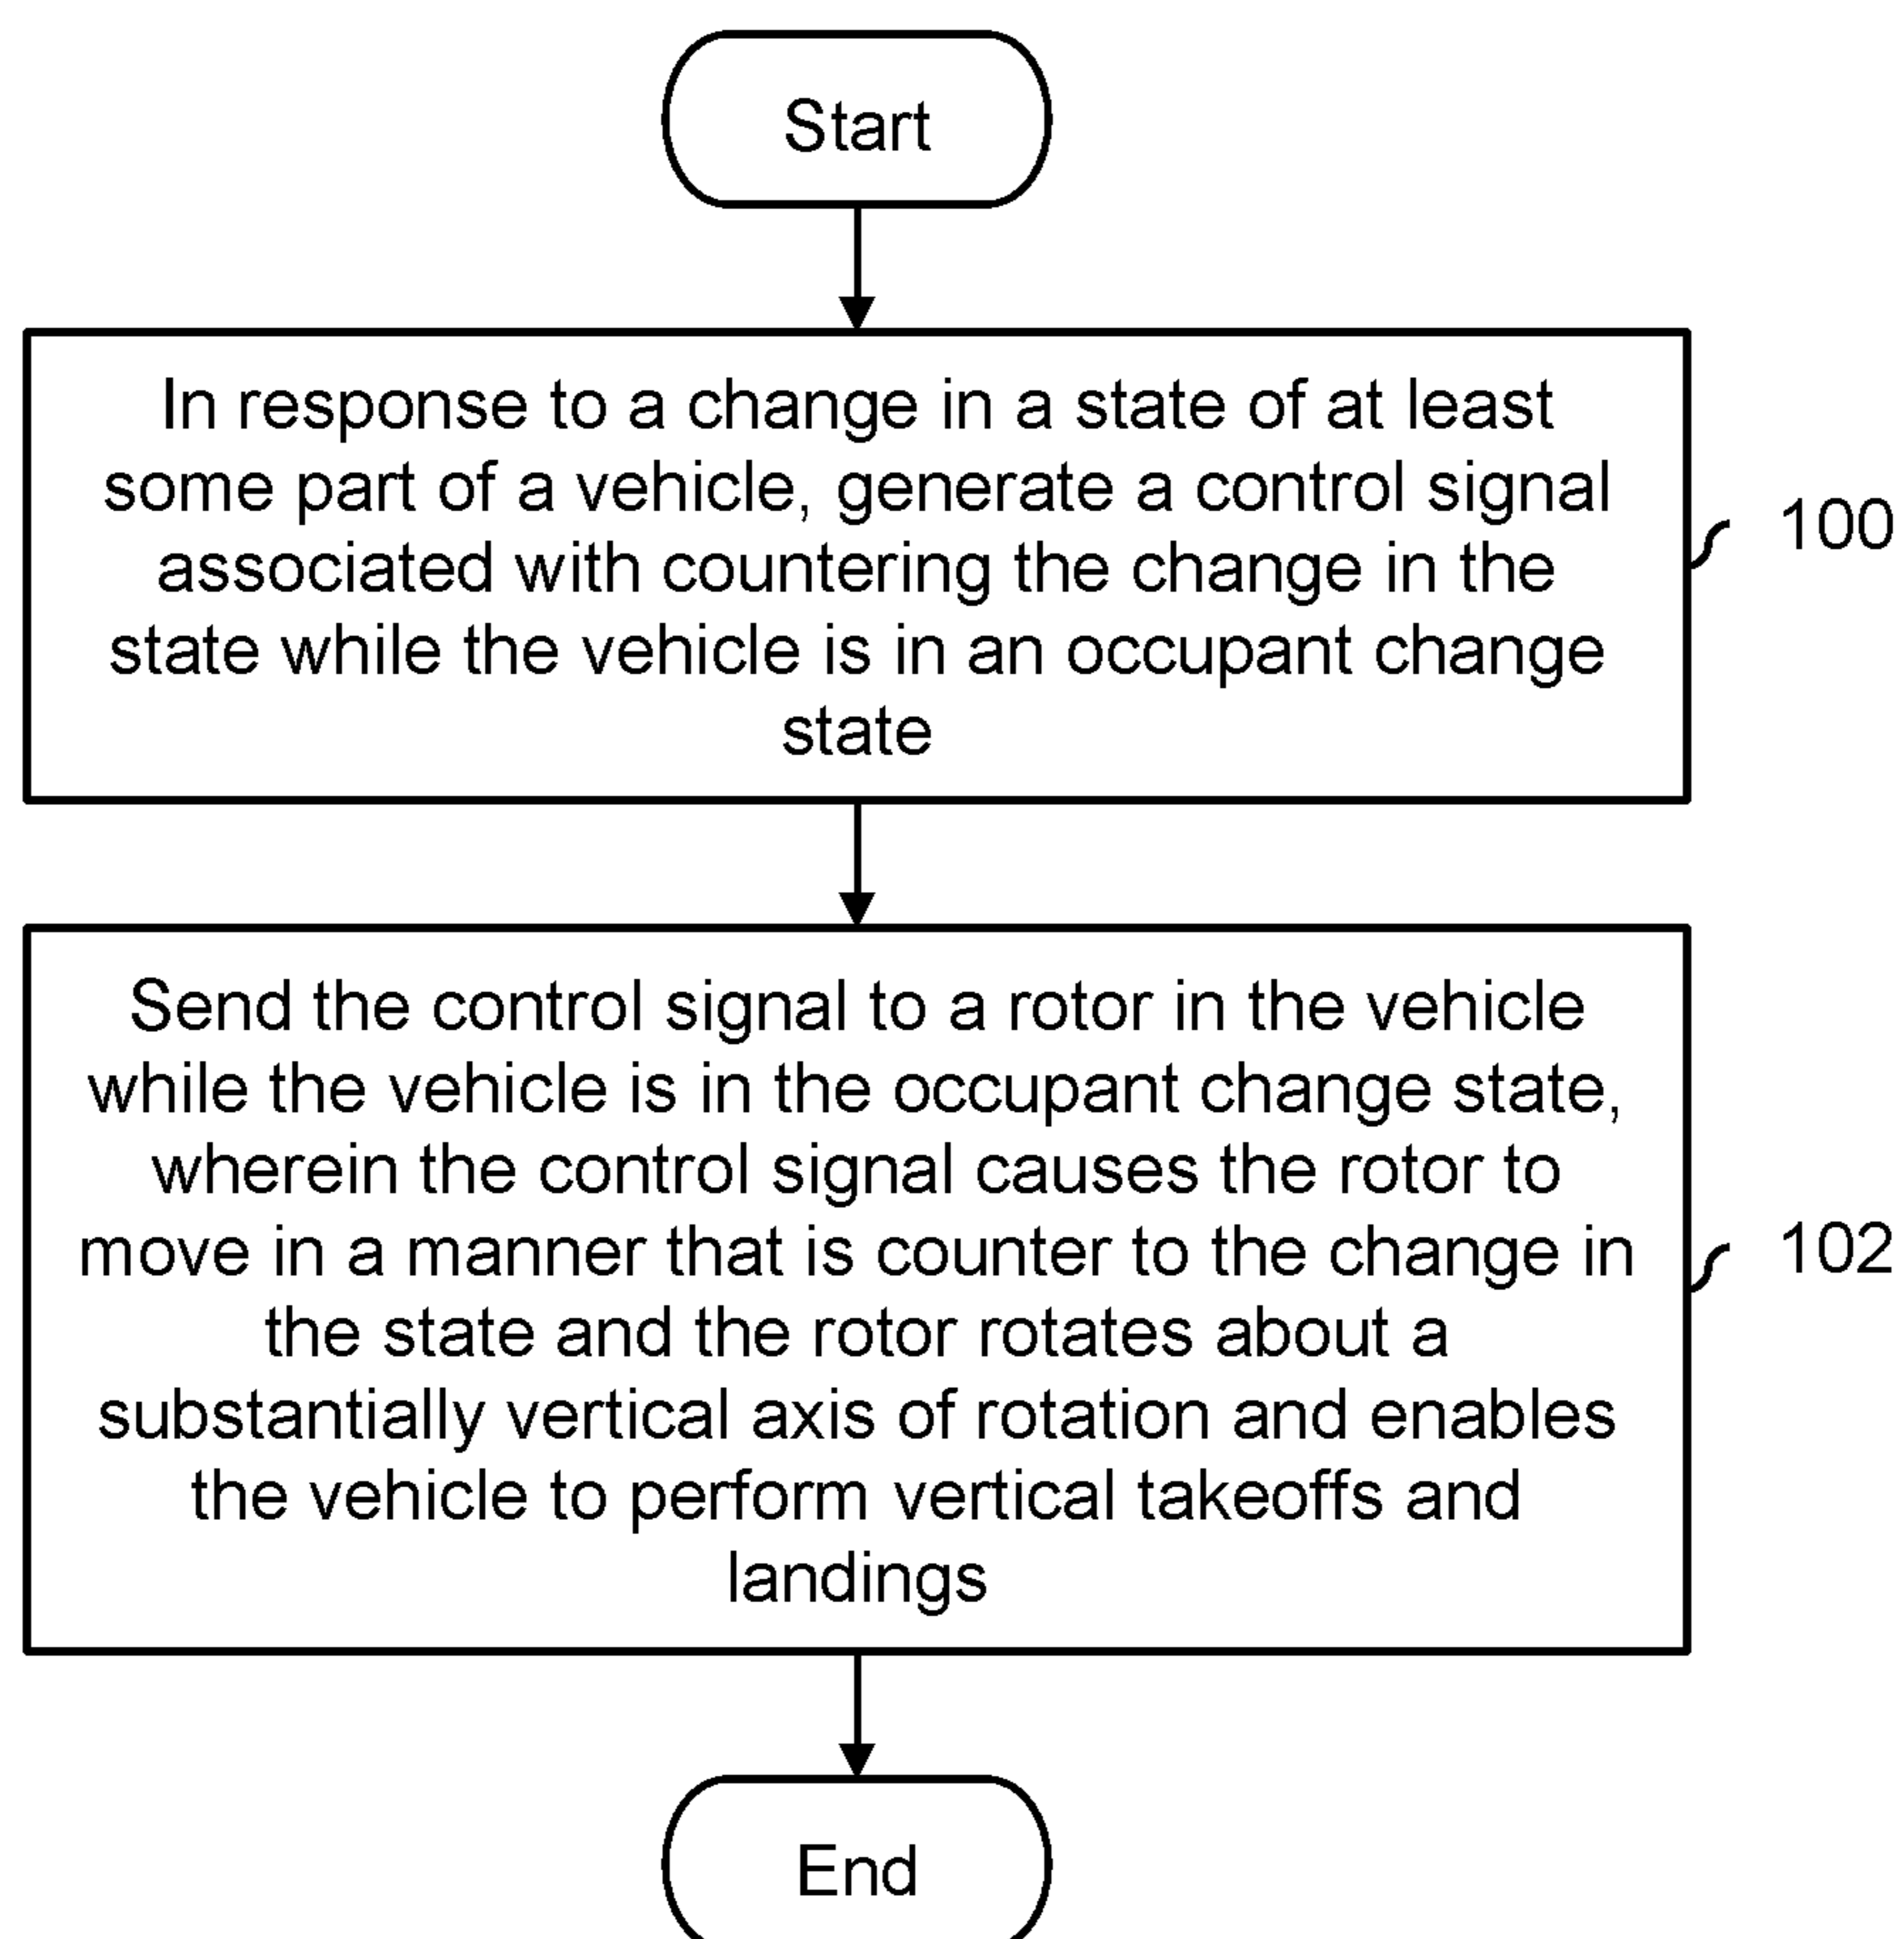 Start
In response to a change in a state of at least
some part of a vehicle, generate a control signal
associated with countering the change in the
state while the vehicle is in an occupant change
state
100
Send the control signal to a rotor in the vehicle
while the vehicle is in the occupant change state,
wherein the control signal causes the rotor to
move in a manner that is counter to the change in
the state and the rotor rotates about a
substantially vertical axis of rotation and enables
the vehicle to perform vertical takeoffs and
landings
102
End